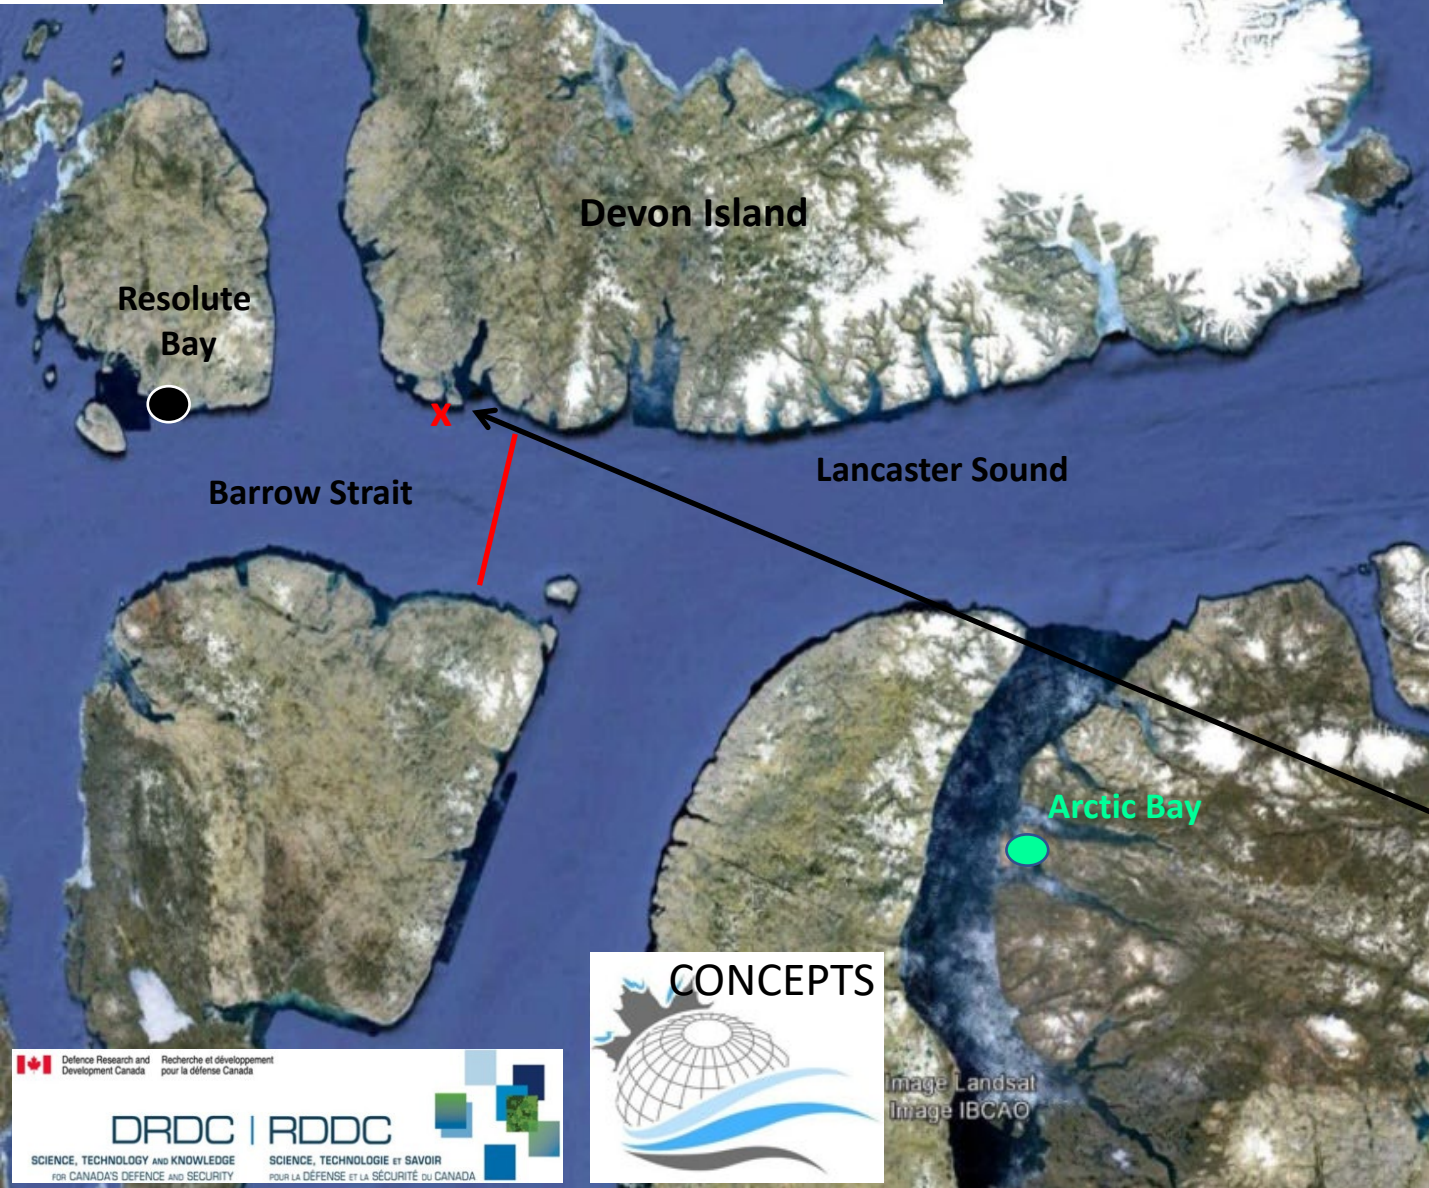 Devon Island
Resolute
Bay
X
Lancaster Sound
Barrow Strait
Arctic Bay
CONCEPTS
Image Landsat
Image IBCAO
Defence Research and
Development Canada
Recherche et développement
pour la défense Canada
DRDC | RDDC
SCIENCE, TECHNOLOGY AND KNOWLEDGE
FOR CANADA'S DEFENCE AND SECURITY
SCIENCE, TECHNOLOGIE ET SAVOIR
POUR LA DÉFENSE ET LA SÉCURITÉ DU CANADA